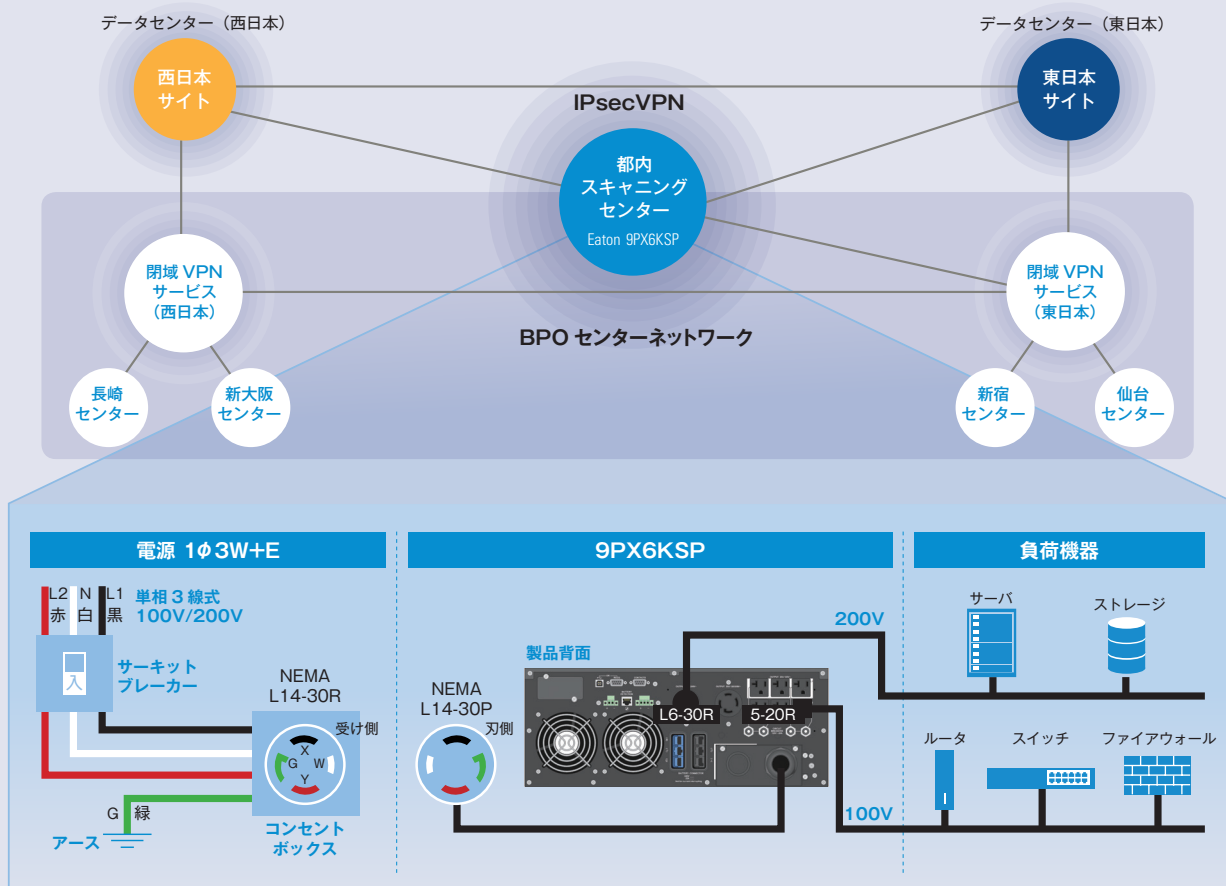 データセンター（西日本）
データセンター（東日本）
西日本
サイト
東日本
サイト
IPsecVPN
都内
スキャニング
センター
Eaton 9PX6KSP
閉域 VPN
サービス
（西日本）
閉域 VPN
サービス
（東日本）
BPO センターネットワーク
長崎
センター
新大阪
センター
新宿
センター
仙台
センター
電源 1φ3W+E
9PX6KSP
負荷機器
L2 N L1
赤 白 黒
単相 3 線式
100V/200V
サーキット
ブレーカー
入
NEMA
L14-30R
受け側
X
G W
Y
G 緑
アース
コンセント
ボックス
製品背面
NEMA
L14-30P
刃側
L6-30R
5-20R
200V
100V
サーバ
ストレージ
ルータ
スイッチ
ファイアウォール